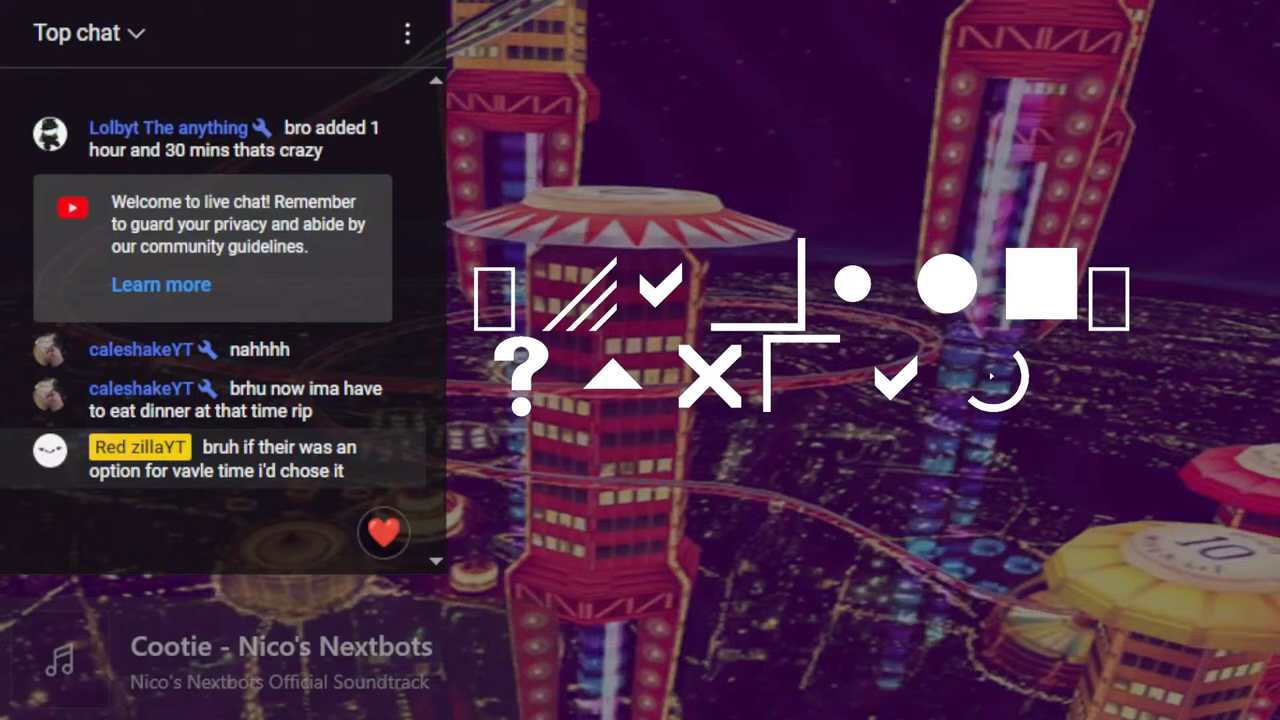 Top chat
Lolbyt The anything bro added 1
hour and 30 mins thats crazy
Welcome to live chat! Remember
to guard your privacy and abide by
our community guidelines.
Learn more
caleshakeYT nahhhh
caleshakeYT brhu now ima have
to eat dinner at that time rip
Red zillaYT bruh if their was an
option for vavle time i'd chose it
?
10
Cootie - Nico's Nextbots
Nico's Nextbots Official Soundtrack